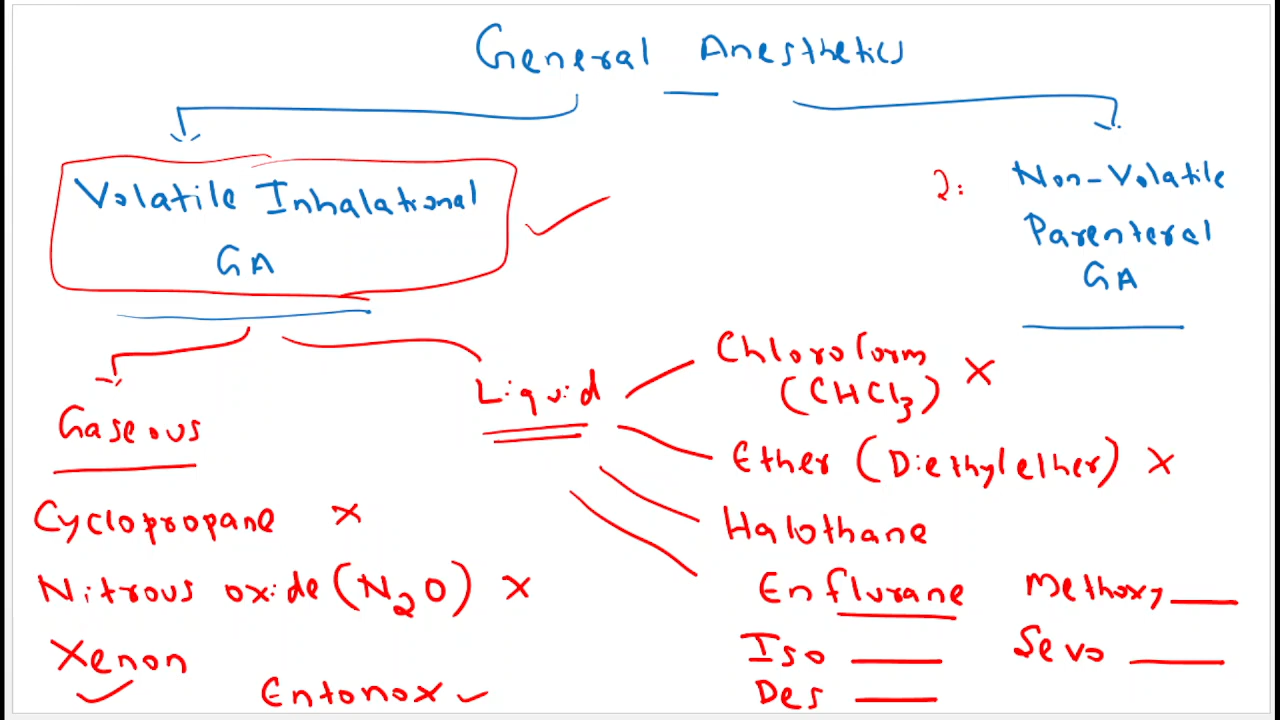 General Anesthetics
Volatile Inhalational
GA
2:
Non-Volatile
Parenteral
GA
Gaseous
Cyclopropane ×
Nitrous oxide (N2O) ×
Xenon ✓
Entonox ✓
Liquid
Chloroform ×
(CHCl3)
Ether (Diethylether) ×
Halothane
Enflurane
Methoxy
Iso
Sevo
Des